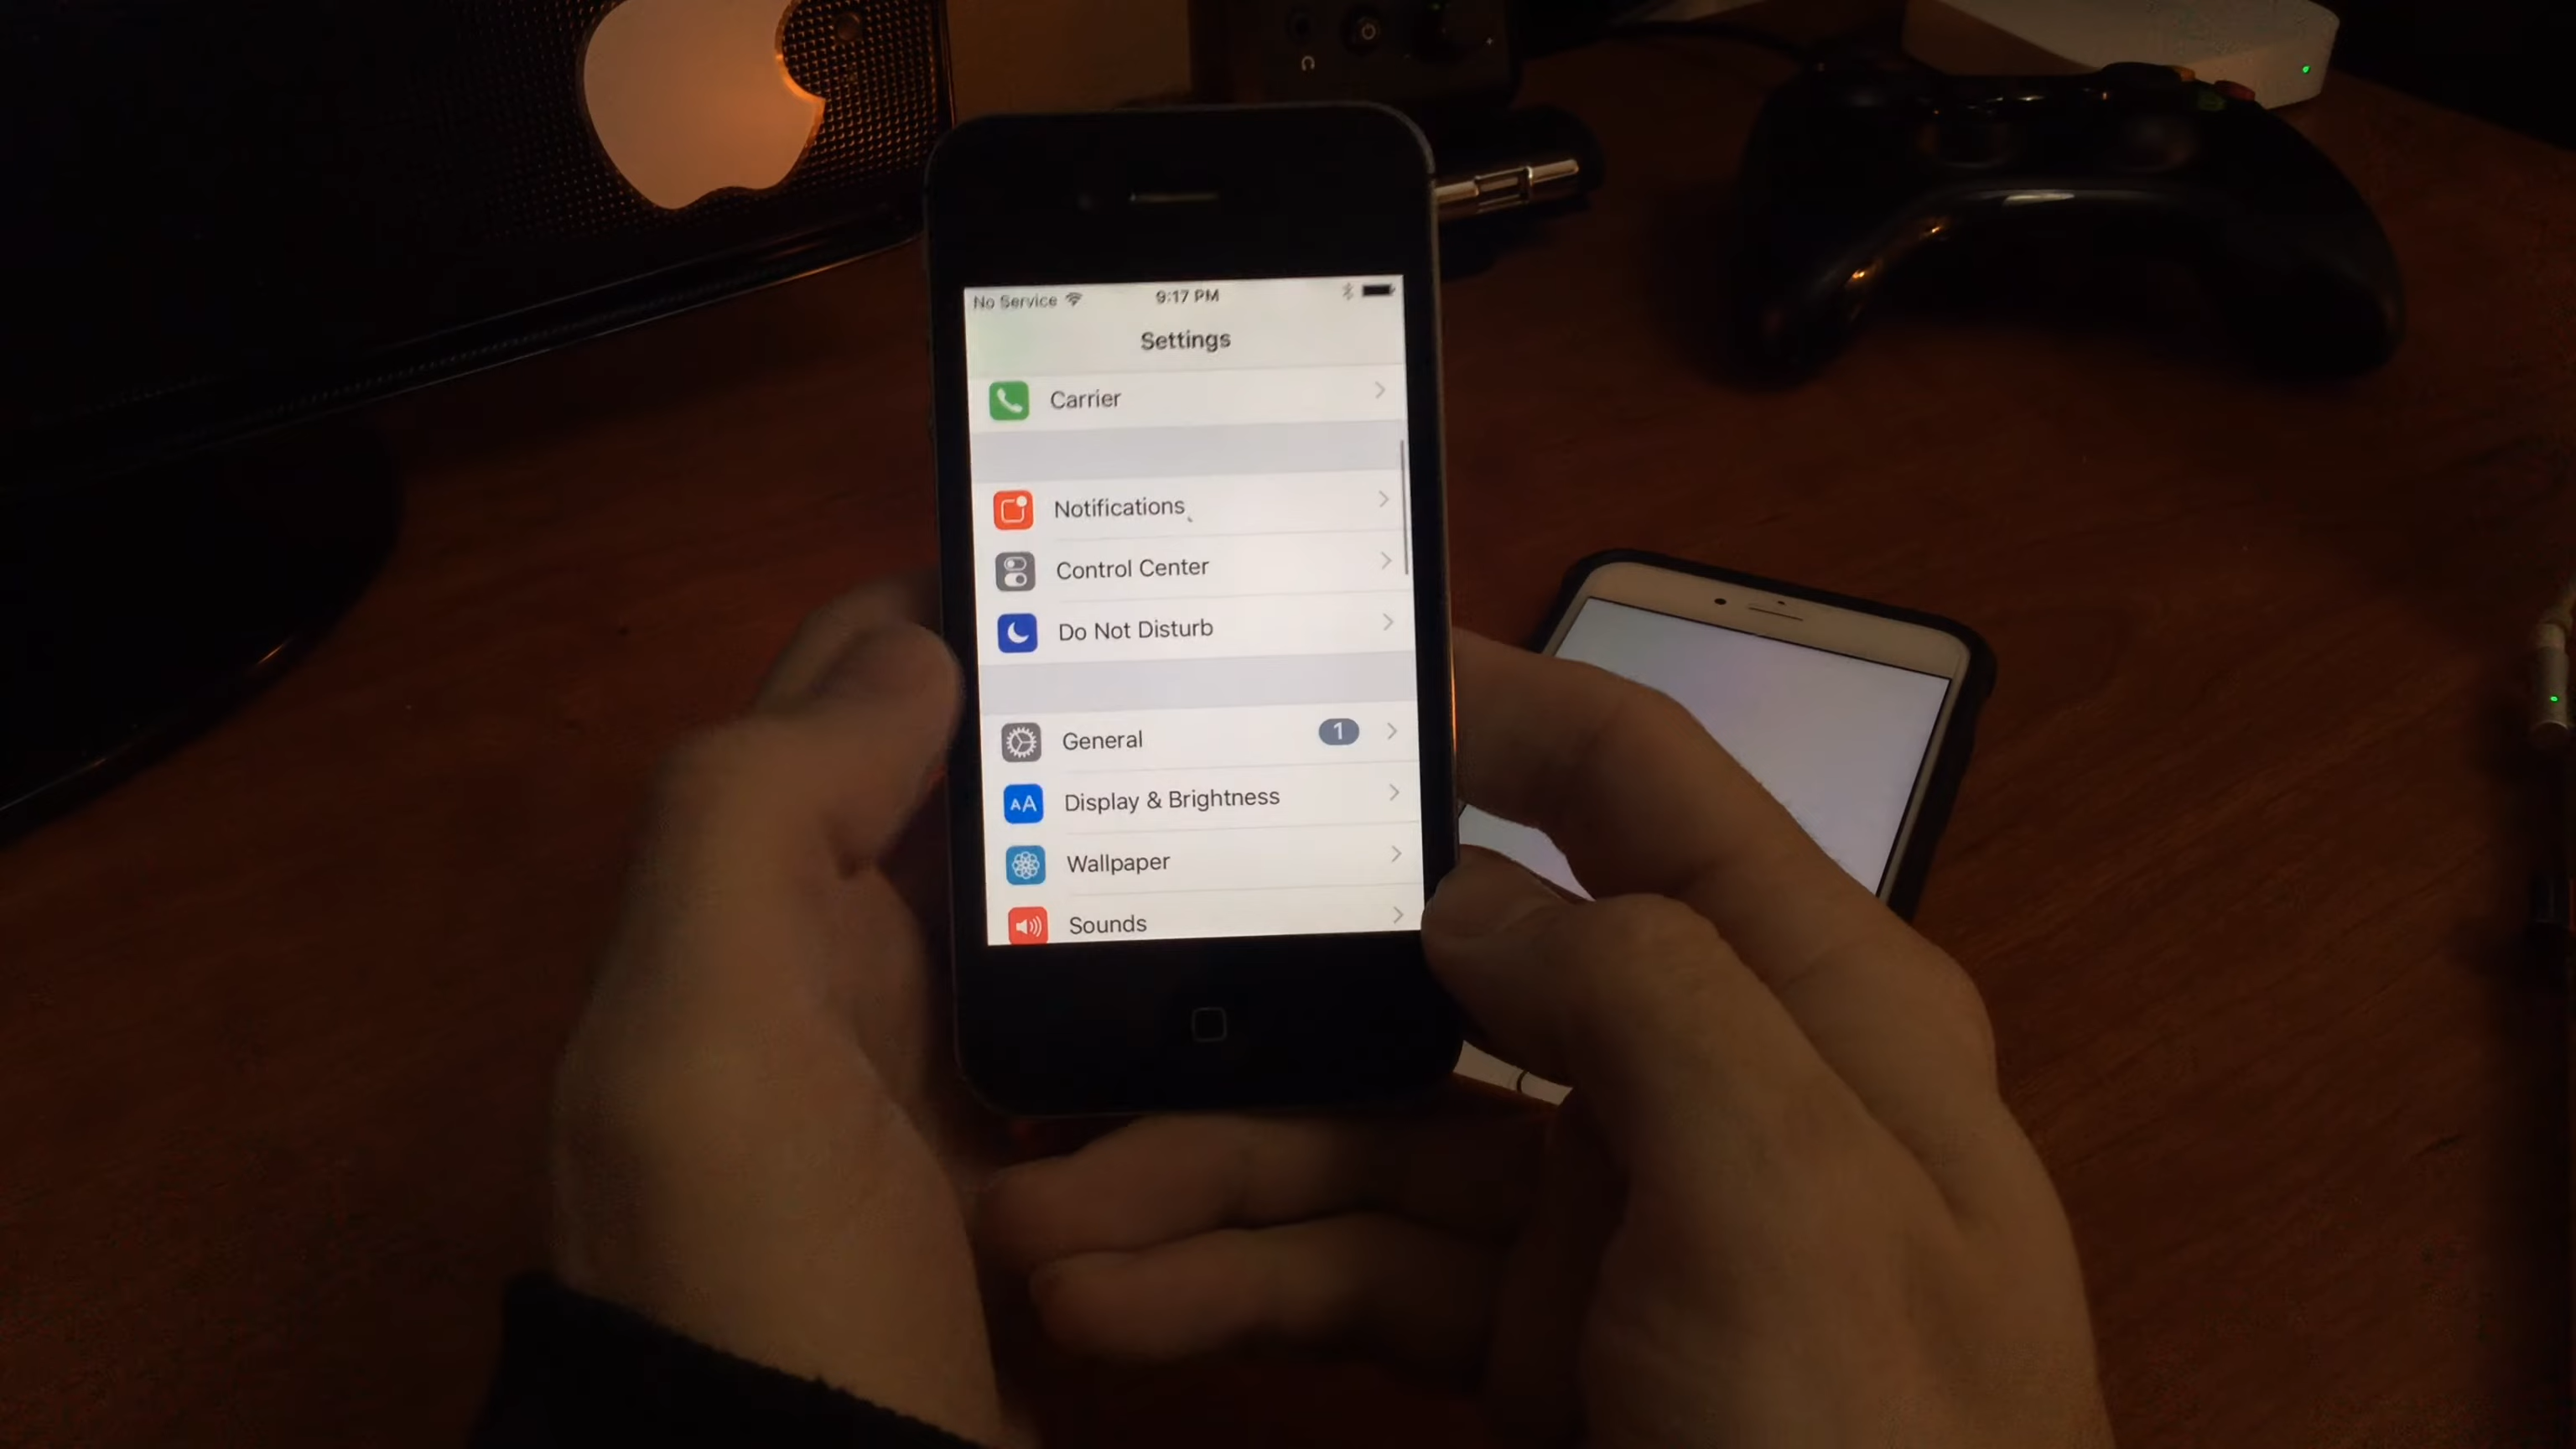 No Service 9:17 PM
Settings
Carrier
Notifications
Control Center
Do Not Disturb
General 1
AA Display & Brightness
Wallpaper
Sounds